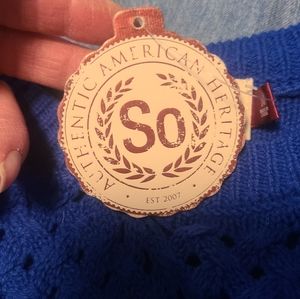 AUTHENTIC AMERICAN HERITAGE
So
EST 2007